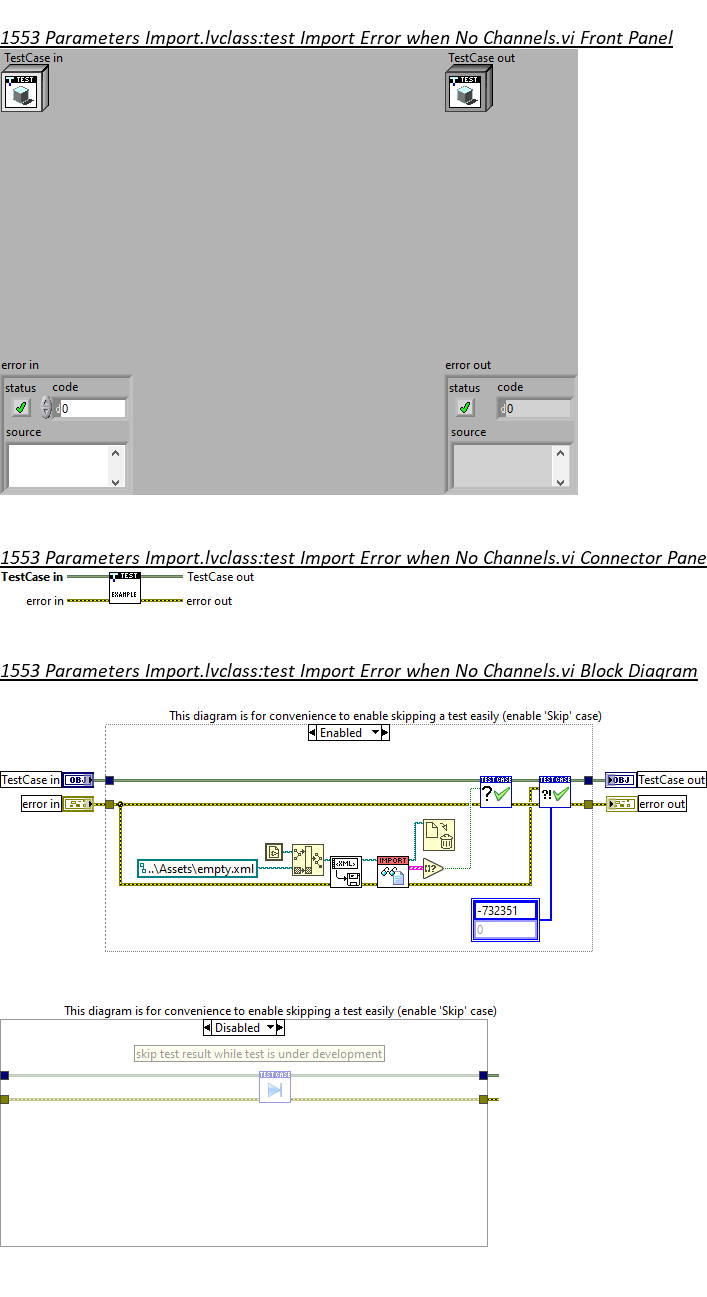 1553 Parameters Import.lvclass:test Import Error when No Channels.vi Front Panel
TestCase in
TestCase out
TEST
TEST
error in
error out
status
code
status
code
d
0
d
0
source
source
1553 Parameters Import.lvclass:test Import Error when No Channels.vi Connector Pane
TestCase in
TEST
TestCase out
error in
EXAMPLE
error out
1553 Parameters Import.lvclass:test Import Error when No Channels.vi Block Diagram
This diagram is for convenience to enable skipping a test easily (enable 'Skip' case)
Enabled
TestCase in
OBJ
TESTCASE
TESTCASE
OBJ
TestCase out
error in
?
?!
error out
..\Assets\empty.xml
<XML>
IMPORT
-732351
0
This diagram is for convenience to enable skipping a test easily (enable 'Skip' case)
Disabled
skip test result while test is under development
TESTCASE